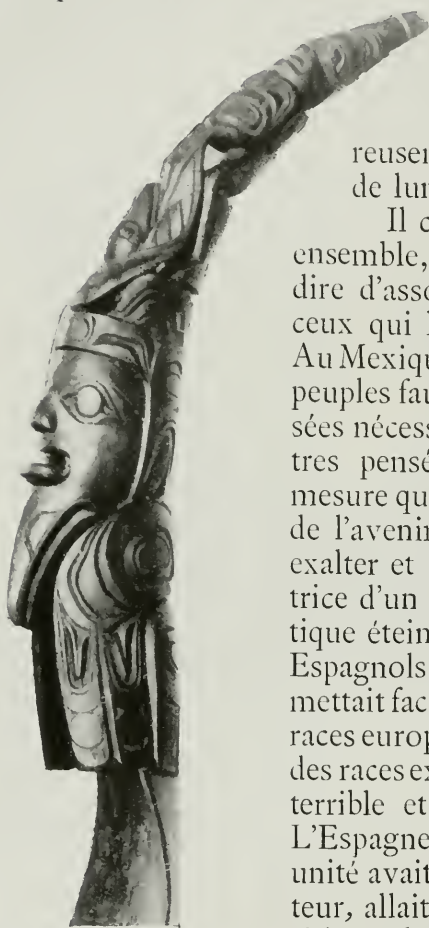 de
Il
ensemble,
dire d'asso
ceux qui
Au Mexiqu
peuples fau
sées nécess
tres pensé
mesure qu
de l'avenir
exalter et
trice d'un
tique étein
Espagnols
mettait fac
races europ
des races ex
terrible et
L'Espagne
unité avait
teur, allait